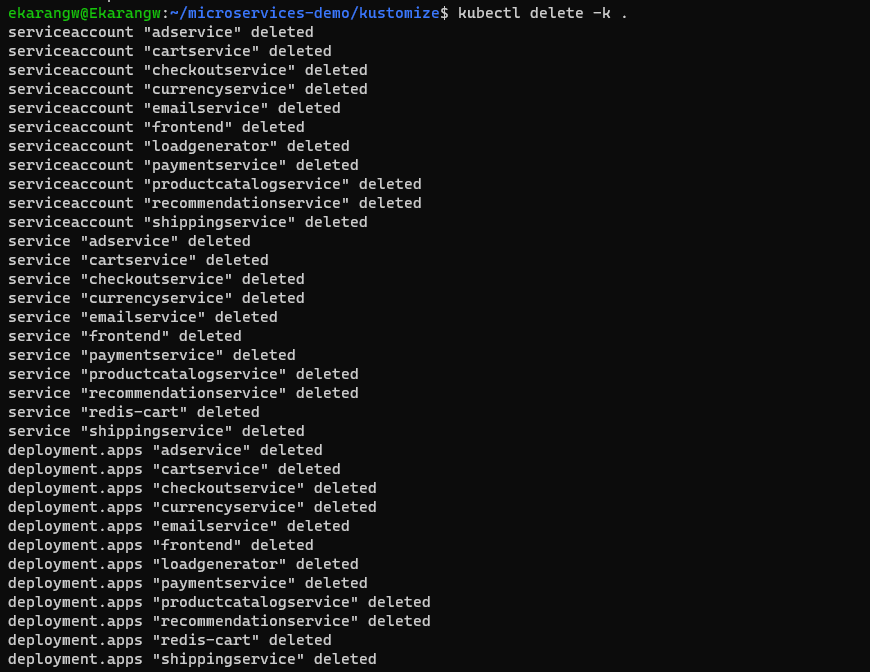 ekarangw@Ekarangw:~/microservices-demo/kustomize$ kubectl delete -k .
serviceaccount "adservice" deleted
serviceaccount "cartservice" deleted
serviceaccount "checkoutservice" deleted
serviceaccount "currencyservice" deleted
serviceaccount "emailservice" deleted
serviceaccount "frontend" deleted
serviceaccount "loadgenerator" deleted
serviceaccount "paymentservice" deleted
serviceaccount "productcatalogservice" deleted
serviceaccount "recommendationservice" deleted
serviceaccount "shippingservice" deleted
service "adservice" deleted
service "cartservice" deleted
service "checkoutservice" deleted
service "currencyservice" deleted
service "emailservice" deleted
service "frontend" deleted
service "paymentservice" deleted
service "productcatalogservice" deleted
service "recommendationservice" deleted
service "redis-cart" deleted
service "shippingservice" deleted
deployment.apps "adservice" deleted
deployment.apps "cartservice" deleted
deployment.apps "checkoutservice" deleted
deployment.apps "currencyservice" deleted
deployment.apps "emailservice" deleted
deployment.apps "frontend" deleted
deployment.apps "loadgenerator" deleted
deployment.apps "paymentservice" deleted
deployment.apps "productcatalogservice" deleted
deployment.apps "recommendationservice" deleted
deployment.apps "redis-cart" deleted
deployment.apps "shippingservice" deleted